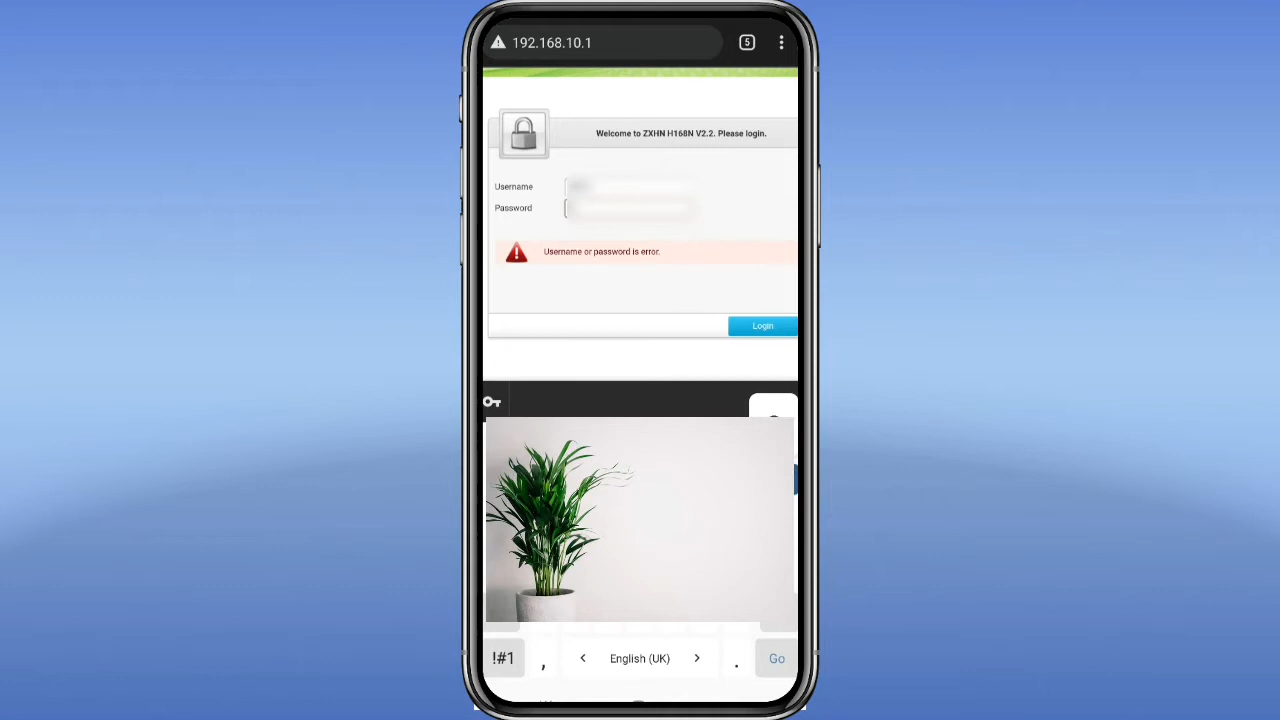 192.168.10.1
5
Welcome to ZXHN H168N V2.2. Please login.
Username
Password
Username or password is error.
Login
!#1 , < English (UK) > . Go